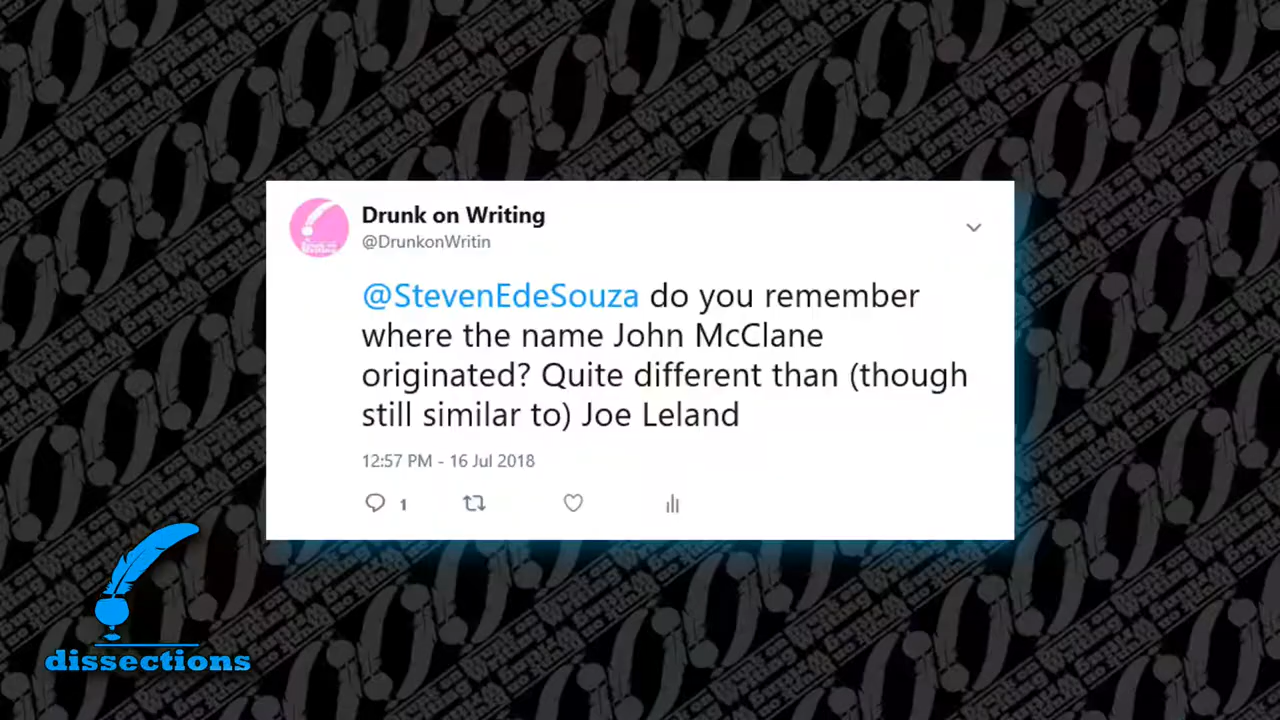 Drunk on Writing
@DrunkonWritin
@StevenEdeSouza do you remember
where the name John McClane
originated? Quite different than (though
still similar to) Joe Leland
12:57 PM - 16 Jul 2018
1
dissections